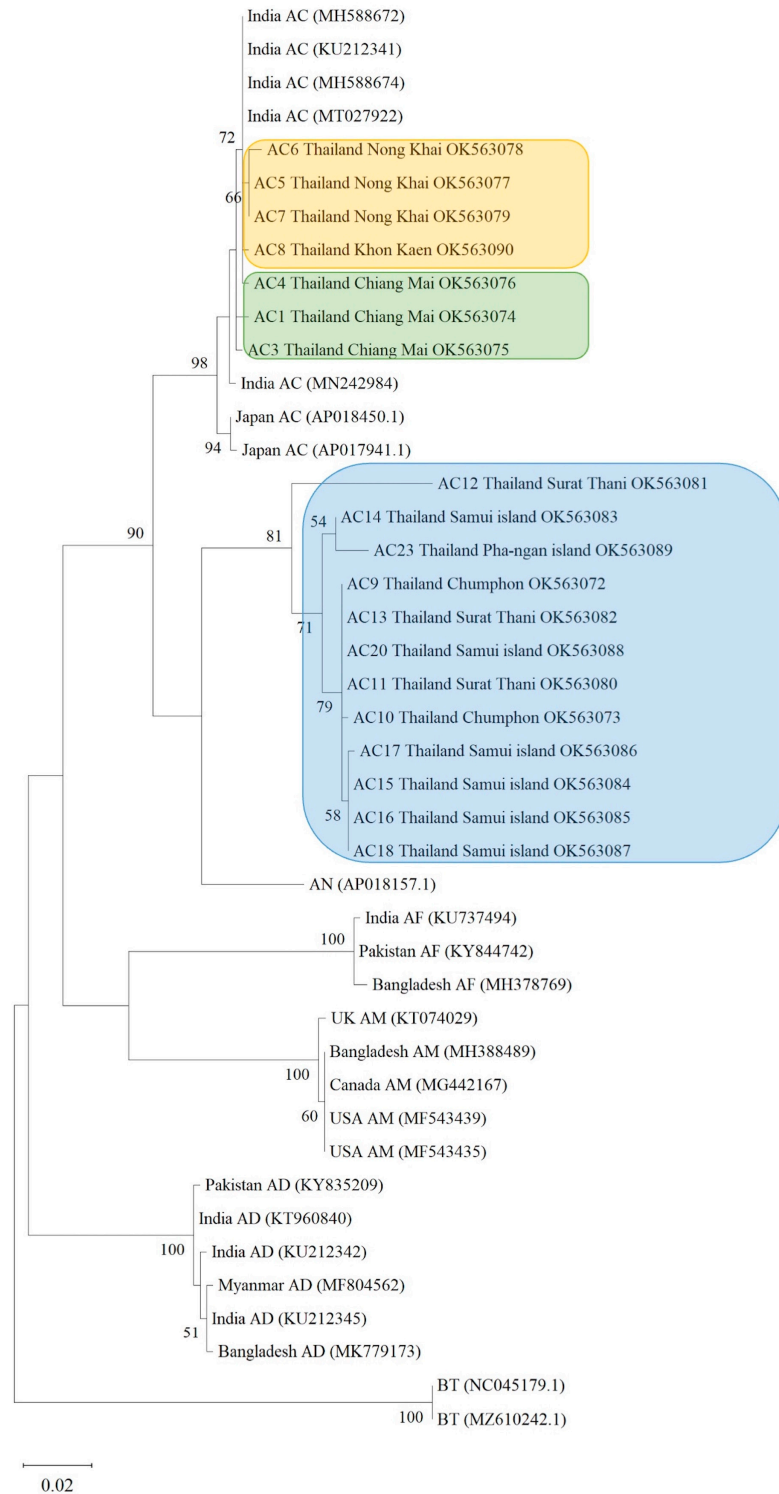 India AC (MH588672)
India AC (KU212341)
India AC (MH588674)
India AC (MT027922)
72
AC6 Thailand Nong Khai OK563078
AC5 Thailand Nong Khai OK563077
66
AC7 Thailand Nong Khai OK563079
AC8 Thailand Khon Kaen OK563090
AC4 Thailand Chiang Mai OK563076
AC1 Thailand Chiang Mai OK563074
AC3 Thailand Chiang Mai OK563075
98
India AC (MN242984)
Japan AC (AP018450.1)
94
Japan AC (AP017941.1)
AC12 Thailand Surat Thani OK563081
54
AC14 Thailand Samui island OK563083
90
81
AC23 Thailand Pha-ngan island OK563089
AC9 Thailand Chumphon OK563072
AC13 Thailand Surat Thani OK563082
71
AC20 Thailand Samui island OK563088
AC11 Thailand Surat Thani OK563080
79
AC10 Thailand Chumphon OK563073
AC17 Thailand Samui island OK563086
AC15 Thailand Samui island OK563084
58
AC16 Thailand Samui island OK563085
AC18 Thailand Samui island OK563087
AN (AP018157.1)
India AF (KU737494)
100
Pakistan AF (KY844742)
Bangladesh AF (MH378769)
UK AM (KT074029)
Bangladesh AM (MH388489)
100
Canada AM (MG442167)
60
USA AM (MF543439)
USA AM (MF543435)
Pakistan AD (KY835209)
India AD (KT960840)
100
India AD (KU212342)
Myanmar AD (MF804562)
India AD (KU212345)
51
Bangladesh AD (MK779173)
BT (NC045179.1)
100
BT (MZ610242.1)
0.02